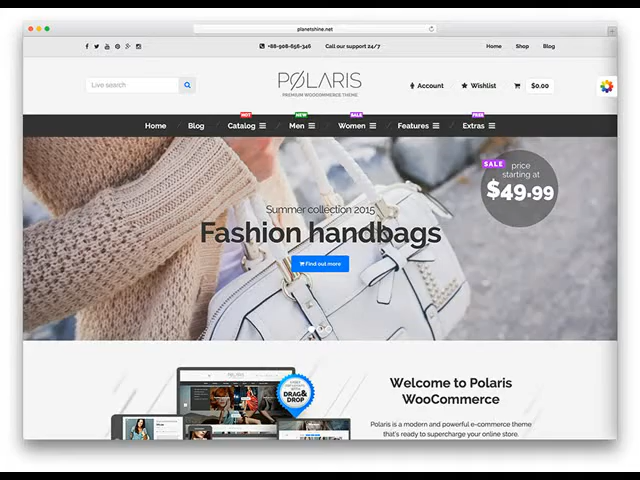 planetshine.net
+88-908-658-346 Call our support 24/7
Home Shop Blog
Live search
POLARIS
PREMIUM WOOCOMMERCE THEME
Account Wishlist $0.00
HOT NEW SALE FREE
Home / Blog / Catalog / Men / Women / Features / Extras
SALE price
starting at
$49.99
Summer collection 2015
Fashion handbags
Find out more
DRAG&
DROP
Welcome to Polaris
WooCommerce
Polaris is a modern and powerful e-commerce theme
that's ready to supercharge your online store.